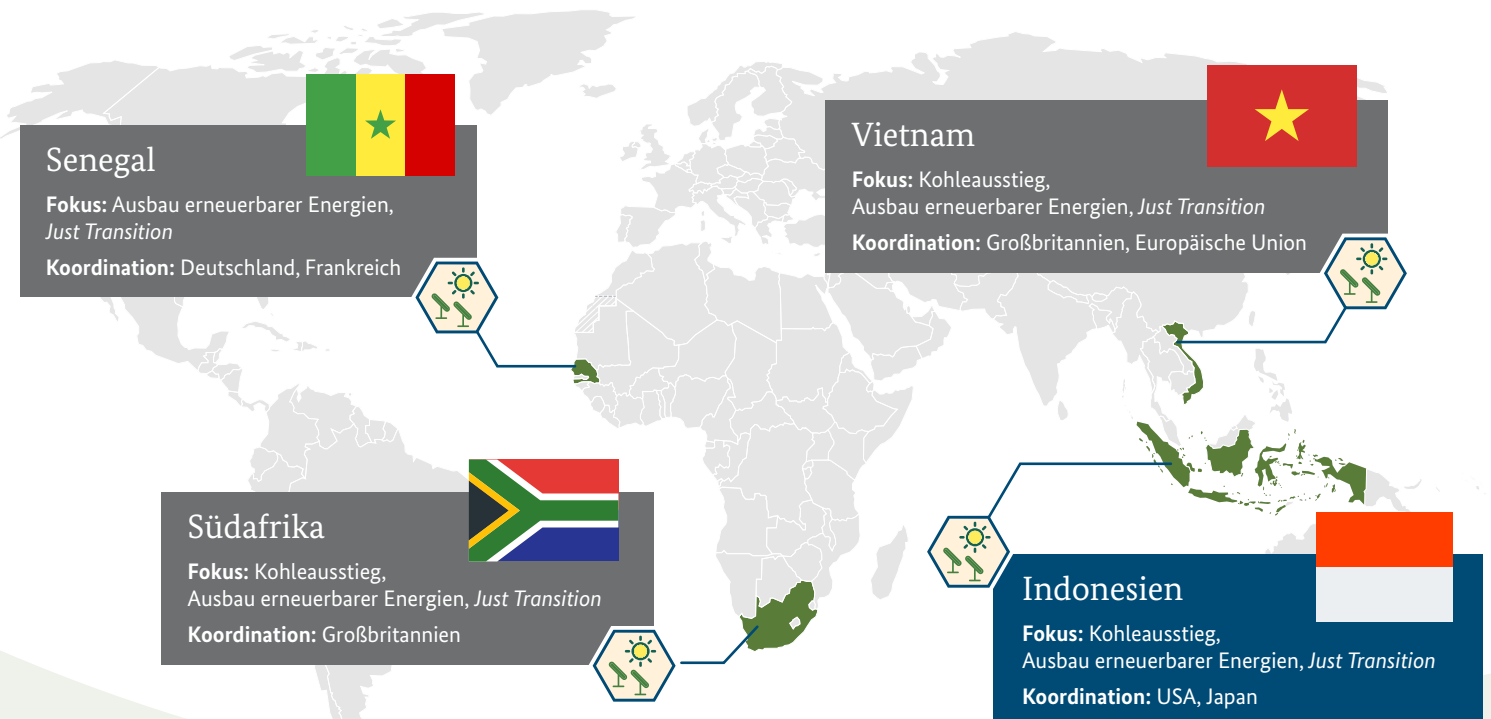 Senegal
Fokus: Ausbau erneuerbarer Energien,
Just Transition
Koordination: Deutschland, Frankreich
Vietnam
Fokus: Kohleausstieg,
Ausbau erneuerbarer Energien, Just Transition
Koordination: Großbritannien, Europäische Union
Südafrika
Fokus: Kohleausstieg,
Ausbau erneuerbarer Energien, Just Transition
Koordination: Großbritannien
Indonesien
Fokus: Kohleausstieg,
Ausbau erneuerbarer Energien, Just Transition
Koordination: USA, Japan